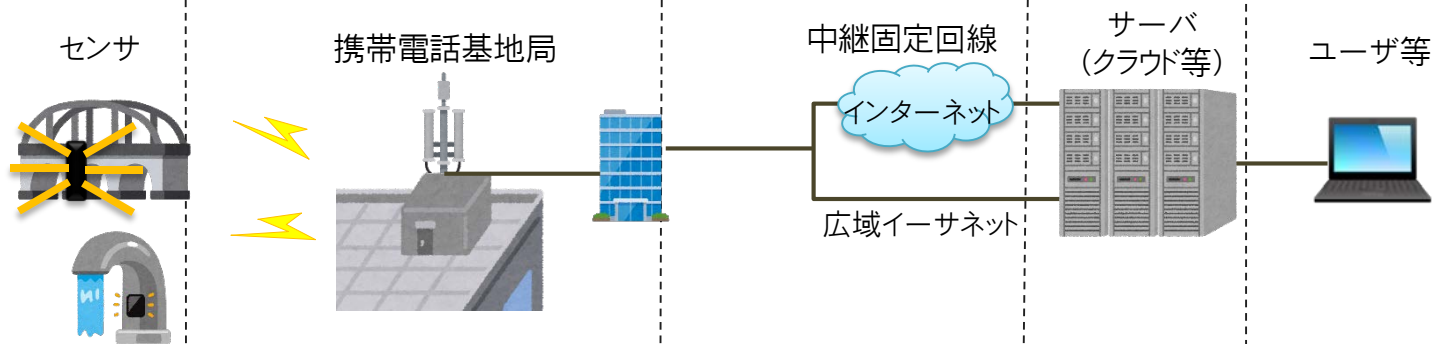 センサ
携帯電話基地局
中継固定回線
サーバ
(クラウド等)
ユーザ等
インターネット
広域イーサネット